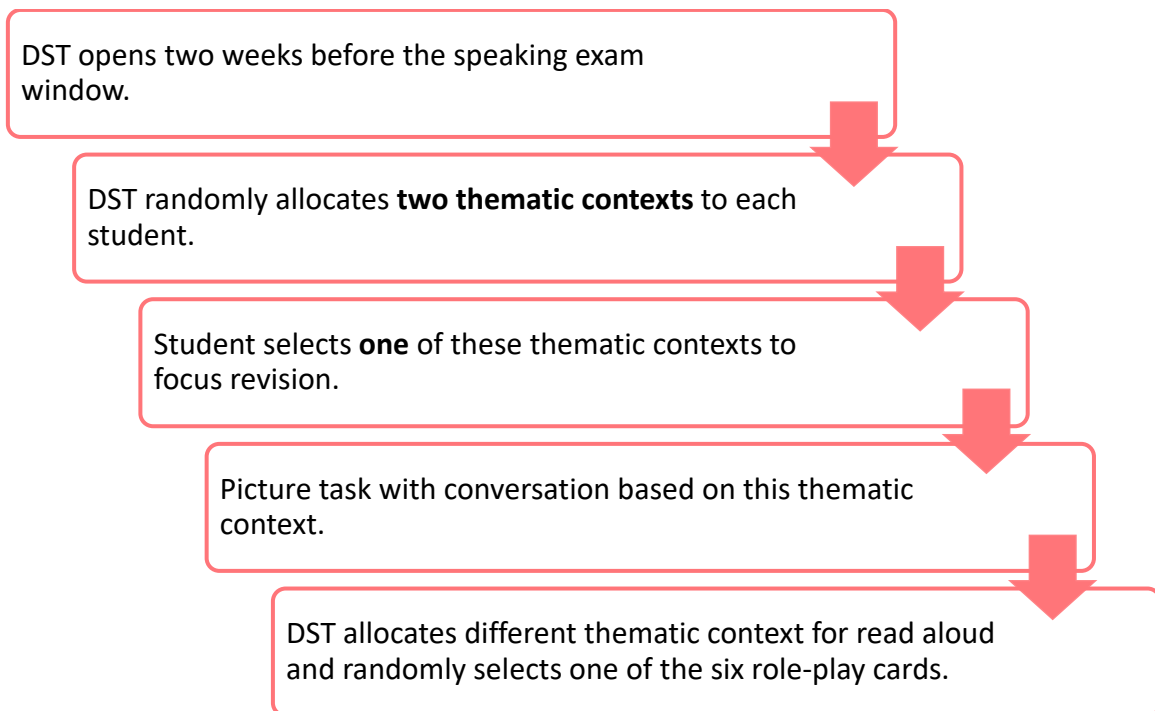 DST opens two weeks before the speaking exam
window.
DST randomly allocates two thematic contexts to each
student.
Student selects one of these thematic contexts to
focus revision.
Picture task with conversation based on this thematic
context.
DST allocates different thematic context for read aloud
and randomly selects one of the six role-play cards.